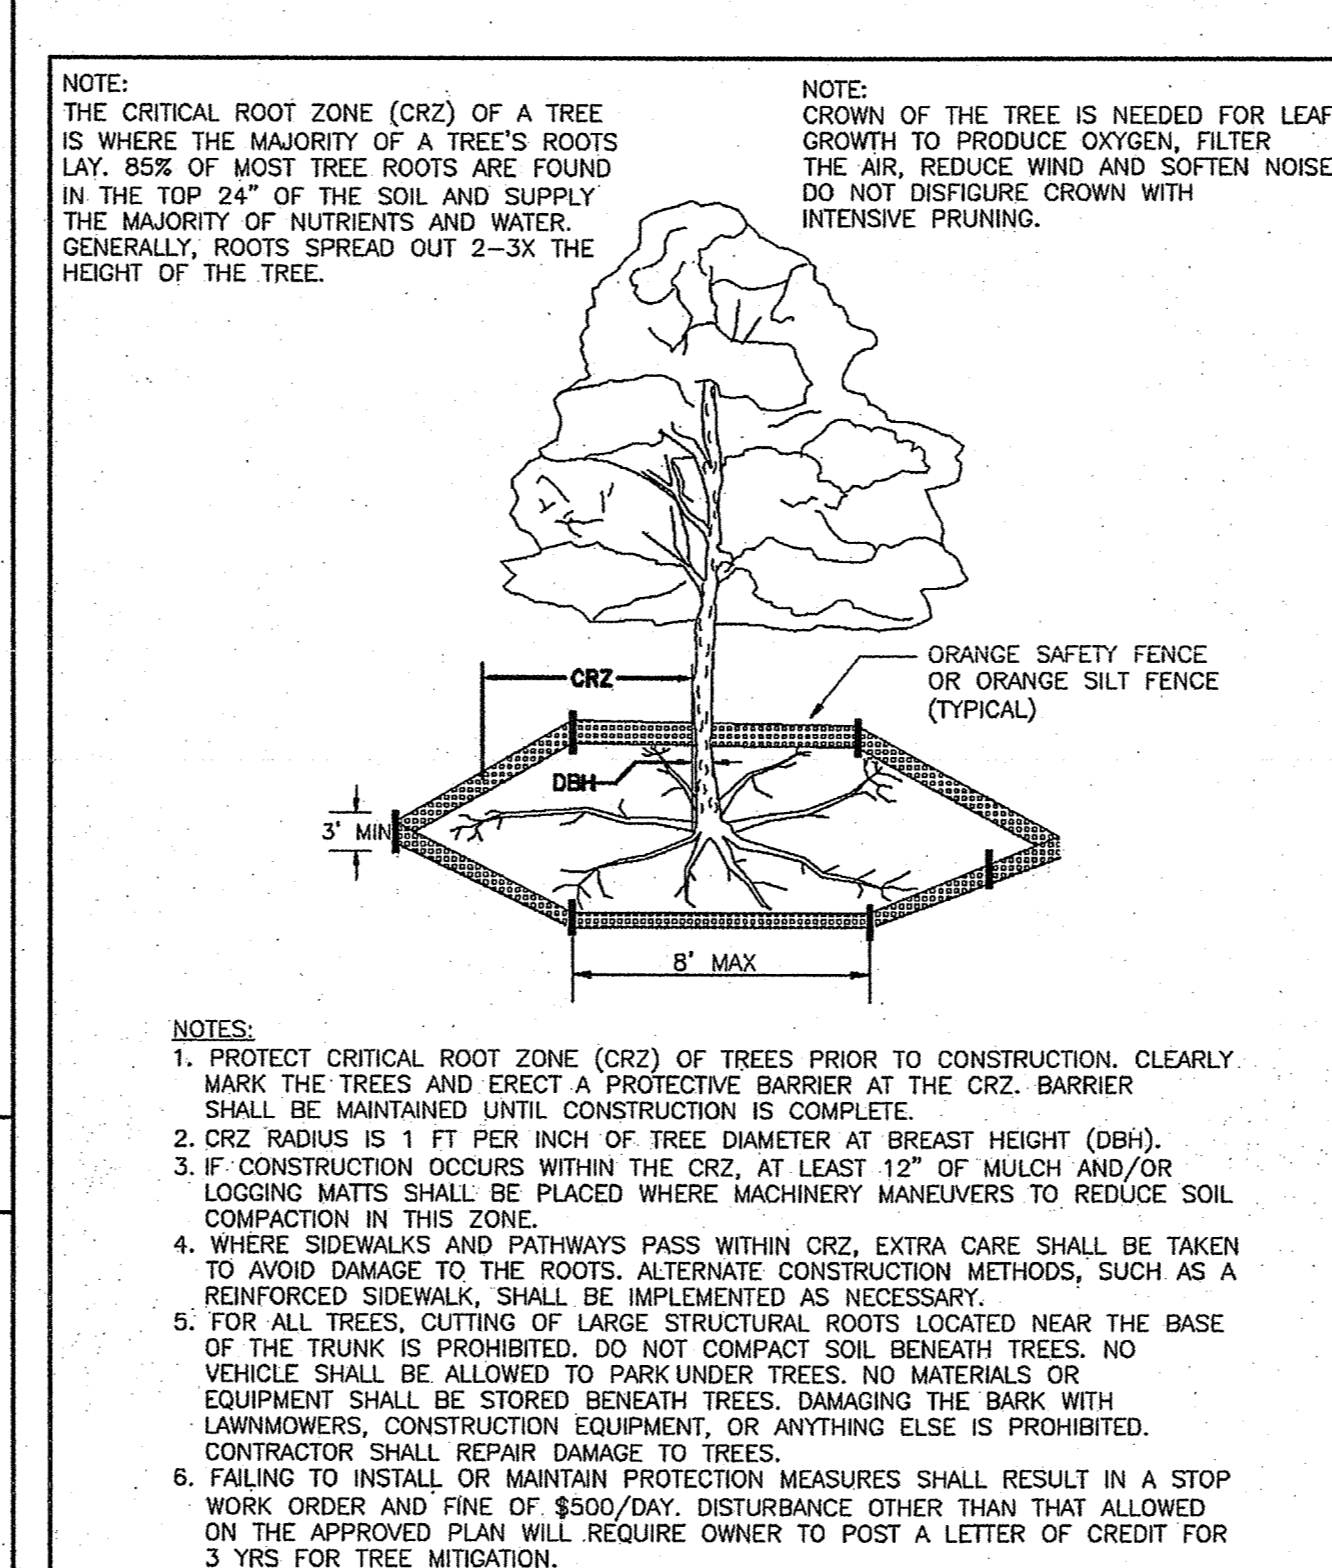 NOTE:
THE CRITICAL ROOT ZONE (CRZ) OF A TREE
IS WHERE THE MAJORITY OF A TREE'S ROOTS
LAY. 85% OF MOST TREE ROOTS ARE FOUND
IN THE TOP 24" OF THE SOIL AND SUPPLY
THE MAJORITY OF NUTRIENTS AND WATER.
GENERALLY, ROOTS SPREAD OUT 2-3X THE
HEIGHT OF THE TREE.
NOTE:
CROWN OF THE TREE IS NEEDED FOR LEAF
GROWTH TO PRODUCE OXYGEN, FILTER
THE AIR, REDUCE WIND AND SOFTEN NOISE
DO NOT DISFIGURE CROWN WITH
INTENSIVE PRUNING.
ORANGE SAFETY FENCE
OR ORANGE SILT FENCE
(TYPICAL)
CRZ
DBH
3' MIN
8' MAX
NOTES:
1. PROTECT CRITICAL ROOT ZONE (CRZ) OF TREES PRIOR TO CONSTRUCTION. CLEARLY
MARK THE TREES AND ERECT A PROTECTIVE BARRIER AT THE CRZ. BARRIER
SHALL BE MAINTAINED UNTIL CONSTRUCTION IS COMPLETE.
2. CRZ RADIUS IS 1 FT PER INCH OF TREE DIAMETER AT BREAST HEIGHT (DBH).
3. IF CONSTRUCTION OCCURS WITHIN THE CRZ, AT LEAST 12" OF MULCH AND/OR
LOGGING MATTS SHALL BE PLACED WHERE MACHINERY MANEUVERS TO REDUCE SOIL
COMPACTION IN THIS ZONE.
4. WHERE SIDEWALKS AND PATHWAYS PASS WITHIN CRZ, EXTRA CARE SHALL BE TAKEN
TO AVOID DAMAGE TO THE ROOTS. ALTERNATE CONSTRUCTION METHODS, SUCH AS A
REINFORCED SIDEWALK, SHALL BE IMPLEMENTED AS NECESSARY.
5. FOR ALL TREES, CUTTING OF LARGE STRUCTURAL ROOTS LOCATED NEAR THE BASE
OF THE TRUNK IS PROHIBITED. DO NOT COMPACT SOIL BENEATH TREES. NO
VEHICLE SHALL BE ALLOWED TO PARK UNDER TREES. NO MATERIALS OR
EQUIPMENT SHALL BE STORED BENEATH TREES. DAMAGING THE BARK WITH
LAWNMOWERS, CONSTRUCTION EQUIPMENT, OR ANYTHING ELSE IS PROHIBITED.
CONTRACTOR SHALL REPAIR DAMAGE TO TREES.
6. FAILING TO INSTALL OR MAINTAIN PROTECTION MEASURES SHALL RESULT IN A STOP
WORK ORDER AND FINE OF $500/DAY. DISTURBANCE OTHER THAN THAT ALLOWED
ON THE APPROVED PLAN WILL REQUIRE OWNER TO POST A LETTER OF CREDIT FOR
3 YRS FOR TREE MITIGATION.